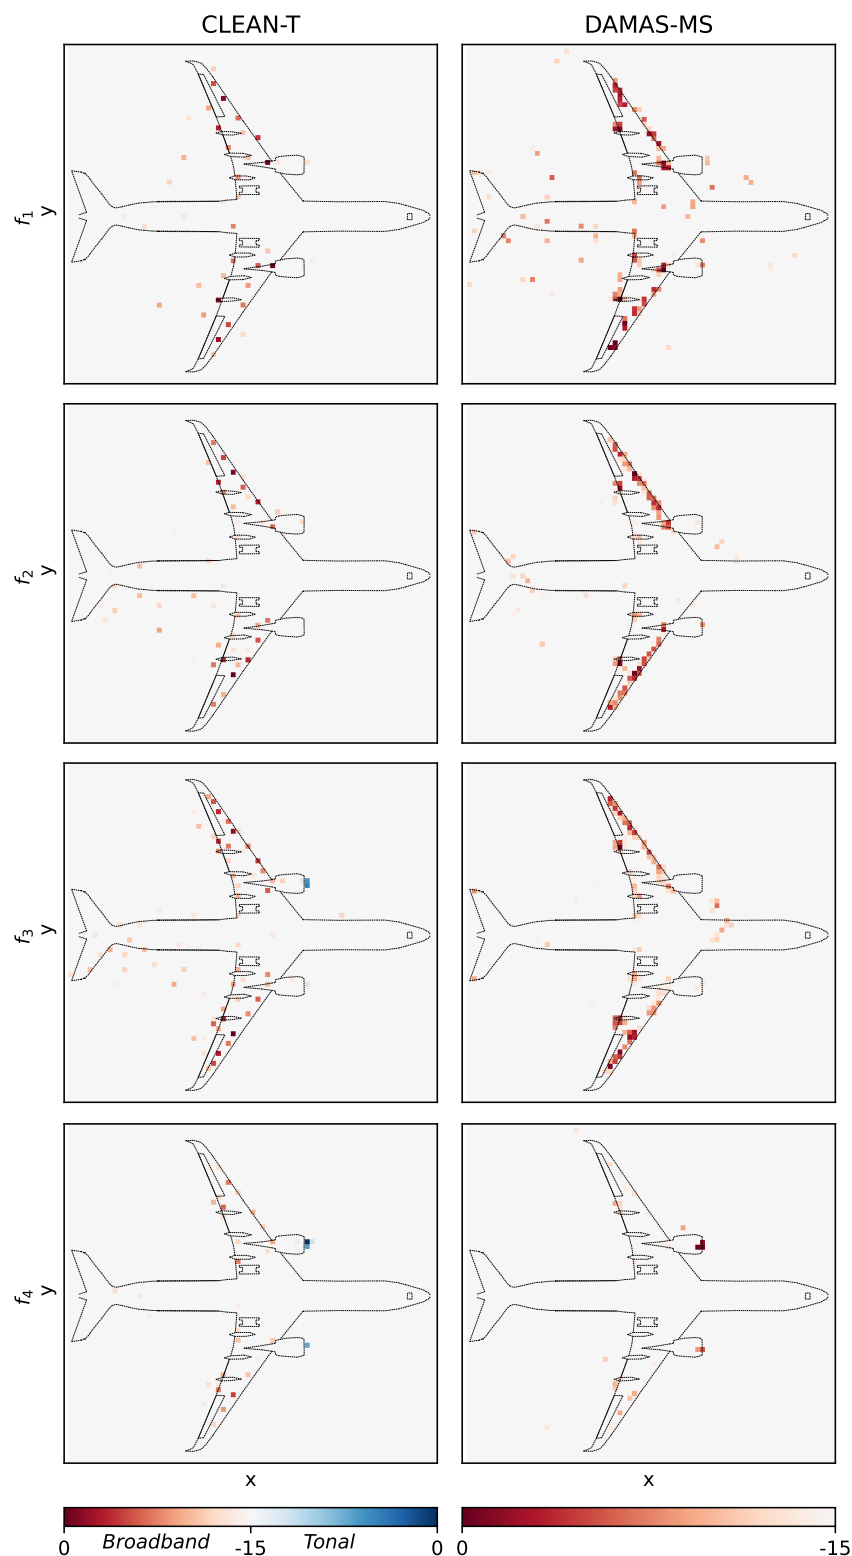 CLEAN-T DAMAS-MS
f1
y
f2
y
f3
y
f4
y
x x
Broadband Tonal
0 -15 0 0 -15